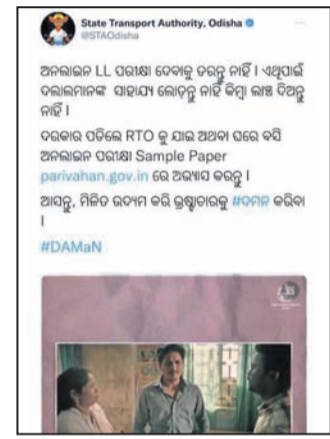 State Transport Authority, Odisha
@STAOdisha
ଅନଲାଇନ LL ପରୀକ୍ଷା ଦେବାକୁ ଡରନ୍ତୁ ନାହିଁ । ଏଥିପାଇଁ
ଦଲାଲମାନଙ୍କ ସାହାଯ୍ୟ ଲୋଡ଼ନ୍ତୁ ନାହିଁ କିମ୍ବା ଲାଞ୍ଚ ଦିଅନ୍ତୁ
ନାହିଁ ।
ଦରକାର ପଡିଲେ RTO କୁ ଯାଇ ଅଥବା ଘରେ ବସି
ଅନଲାଇନ ପରୀକ୍ଷା Sample Paper
parivahan.gov.in ରେ ଅଭ୍ୟାସ କରନ୍ତୁ ।
ଆସନ୍ତୁ, ମିଳିତ ଉଦ୍ୟମ କରି ଭ୍ରଷ୍ଟାଚାରକୁ #ଦମନ କରିବା
।
#DAMaN